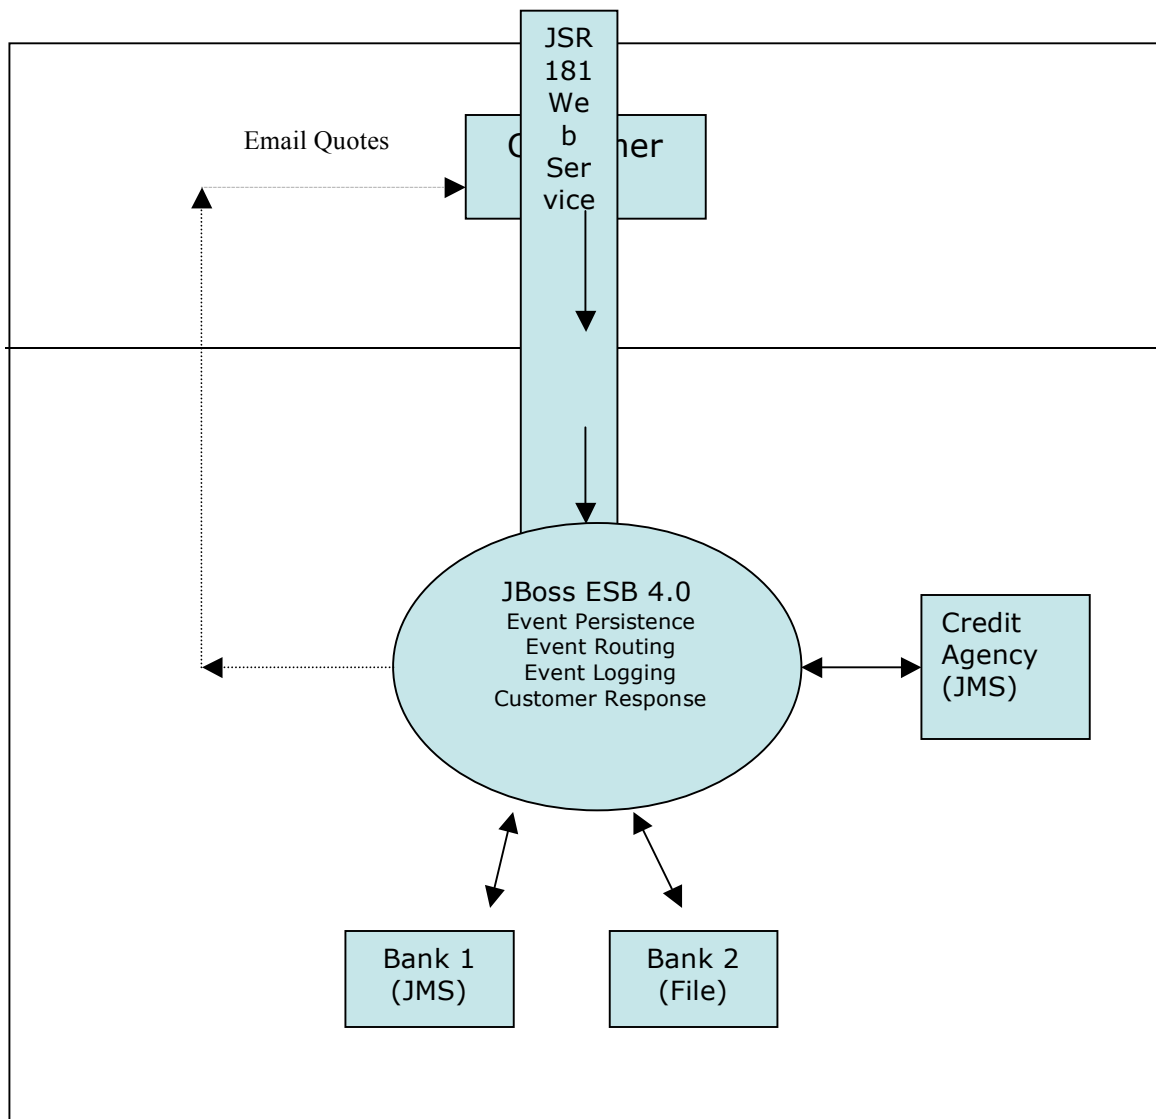 JSR
181
We
b
Ser
vice
Email Quotes
JBoss ESB 4.0
Event Persistence
Event Routing
Event Logging
Customer Response
Credit
Agency
(JMS)
Bank 1
(JMS)
Bank 2
(File)